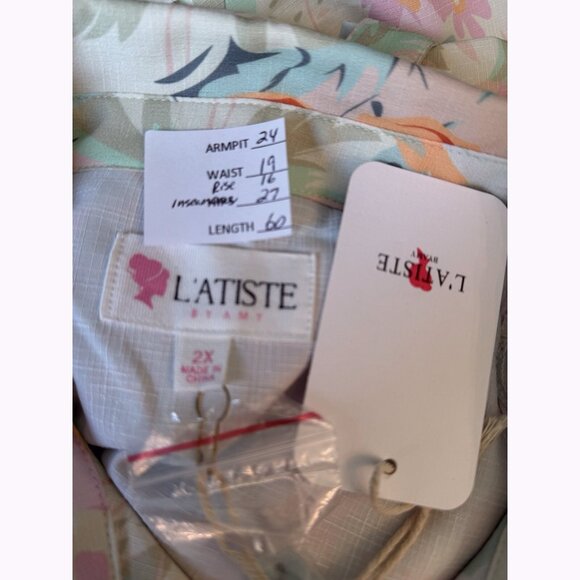 ARMPIT 24
WAIST 19
Rise 16
Inseam 27
LENGTH 60
L'ATISTE
BY AMY
2X
MADE IN
CHINA
L'ATISTE
BY AMY